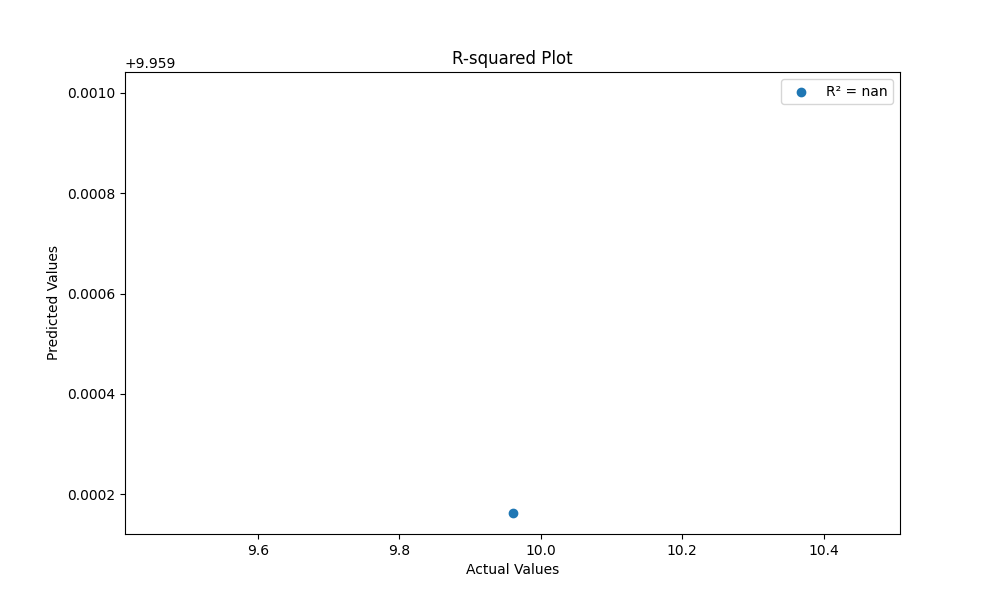 R-squared Plot
+9.959
R² = nan
0.0010
0.0008
0.0006
0.0004
0.0002
Predicted Values
9.6 9.8 10.0 10.2 10.4
Actual Values